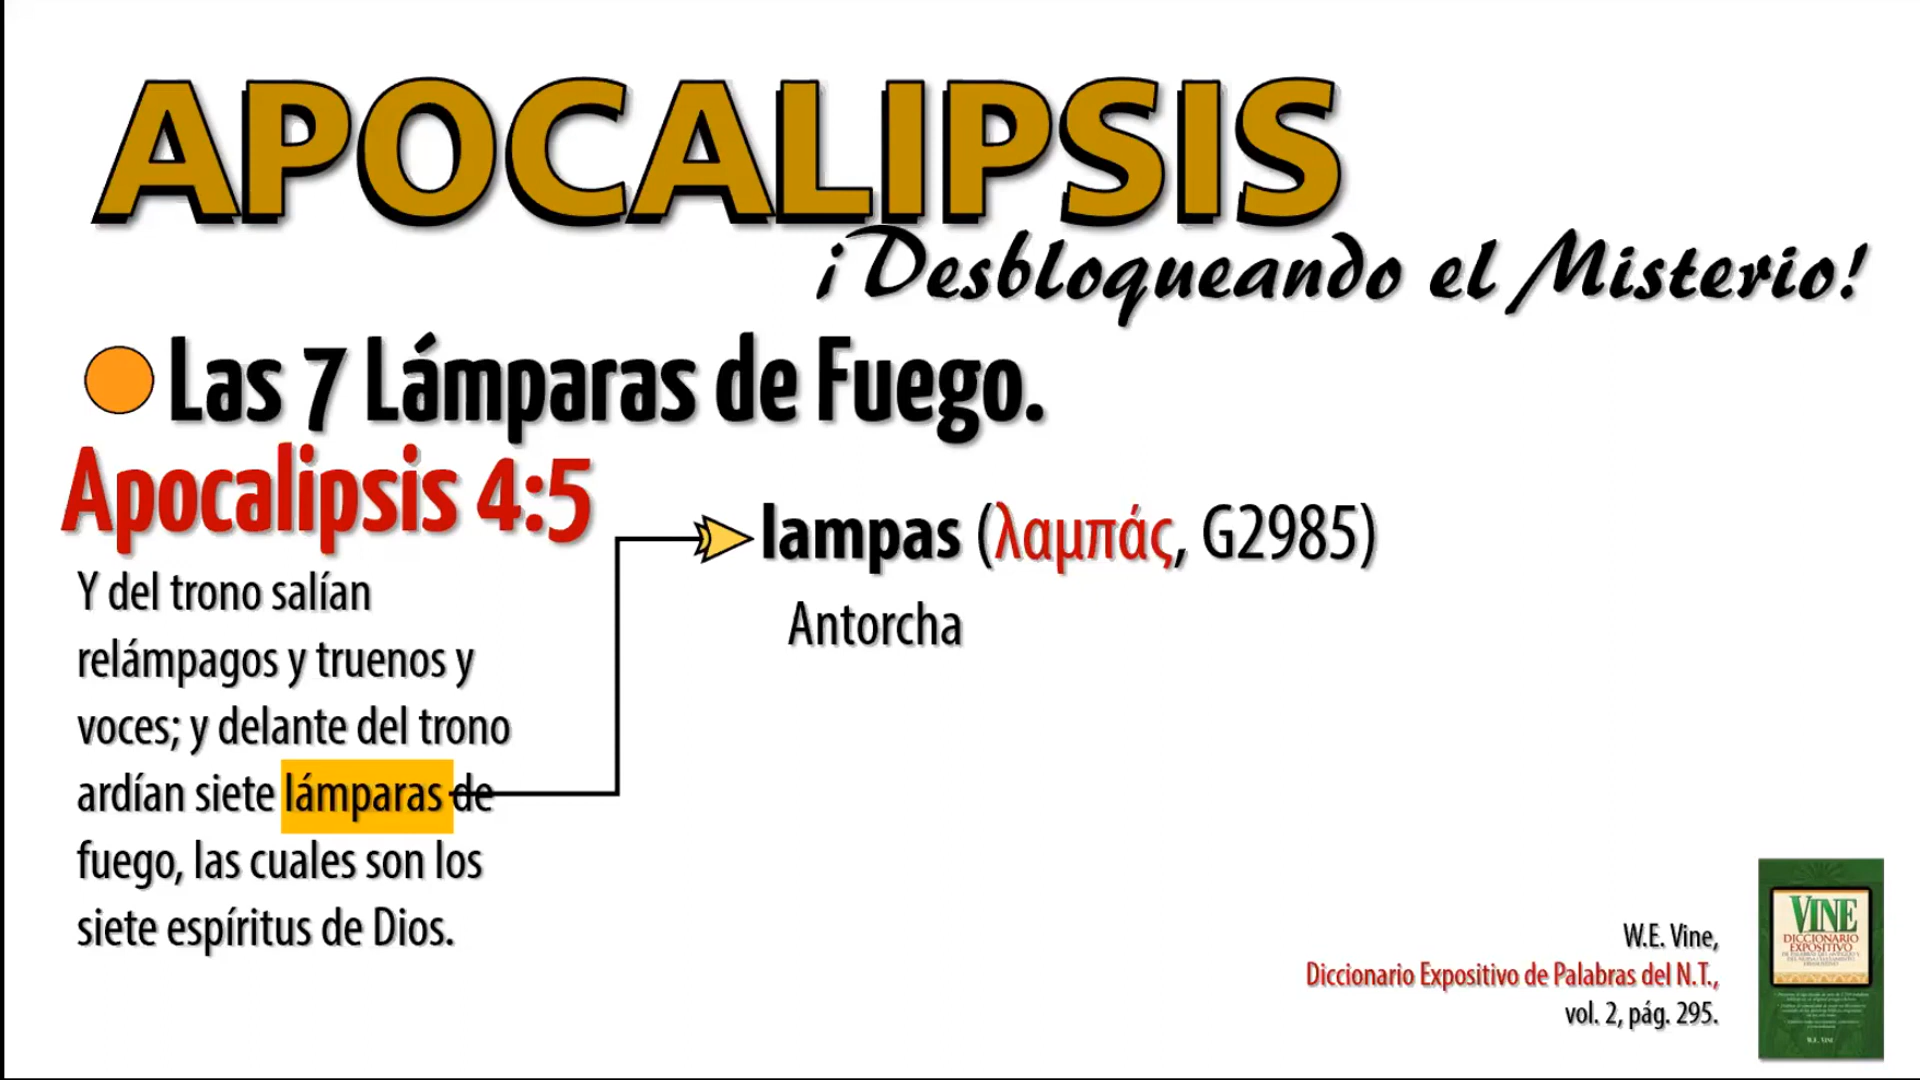 APOCALIPSIS
¡Desbloqueando el Misterio!
Las 7 Lámparas de Fuego.
Apocalipsis 4:5
Y del trono salían
relámpagos y truenos y
voces; y delante del trono
ardían siete lámparas de
fuego, las cuales son los
siete espíritus de Dios.
lampas (λαμπάς, G2985)
Antorcha
W.E. Vine,
Diccionario Expositivo de Palabras del N.T.,
vol. 2, pág. 295.
VINE
DICCIONARIO
EXPOSITIVO
W.E. VINE